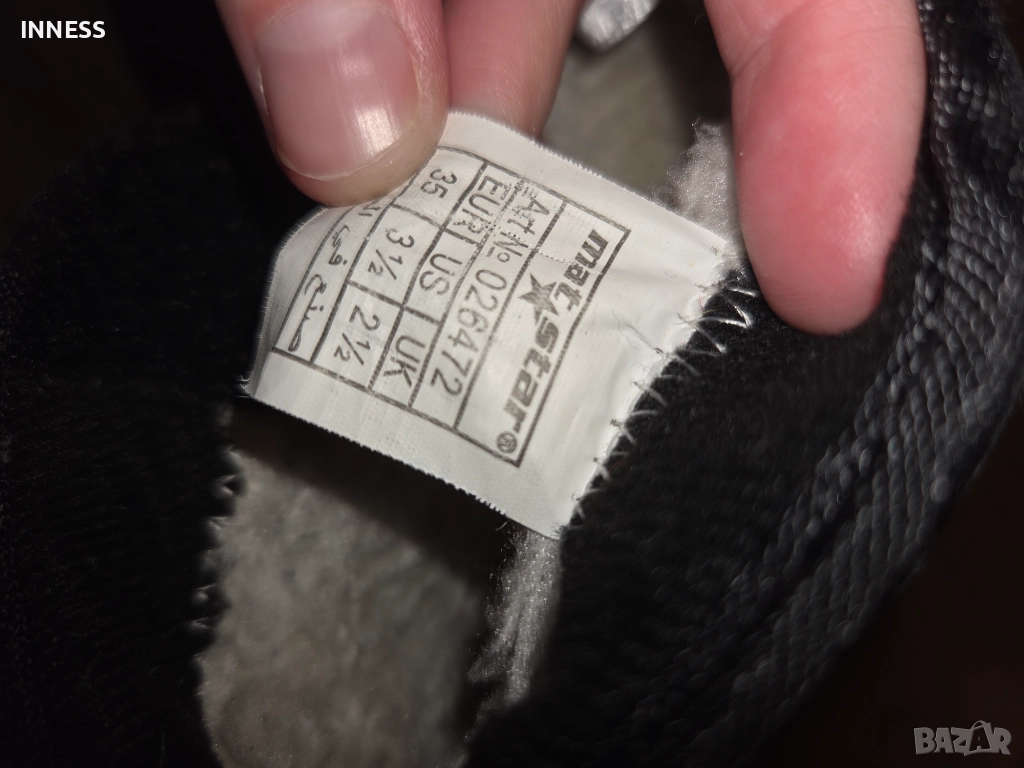 INNESS
mat star®
Art № 026472
EUR US UK
35 3½ 2½
BAZAR